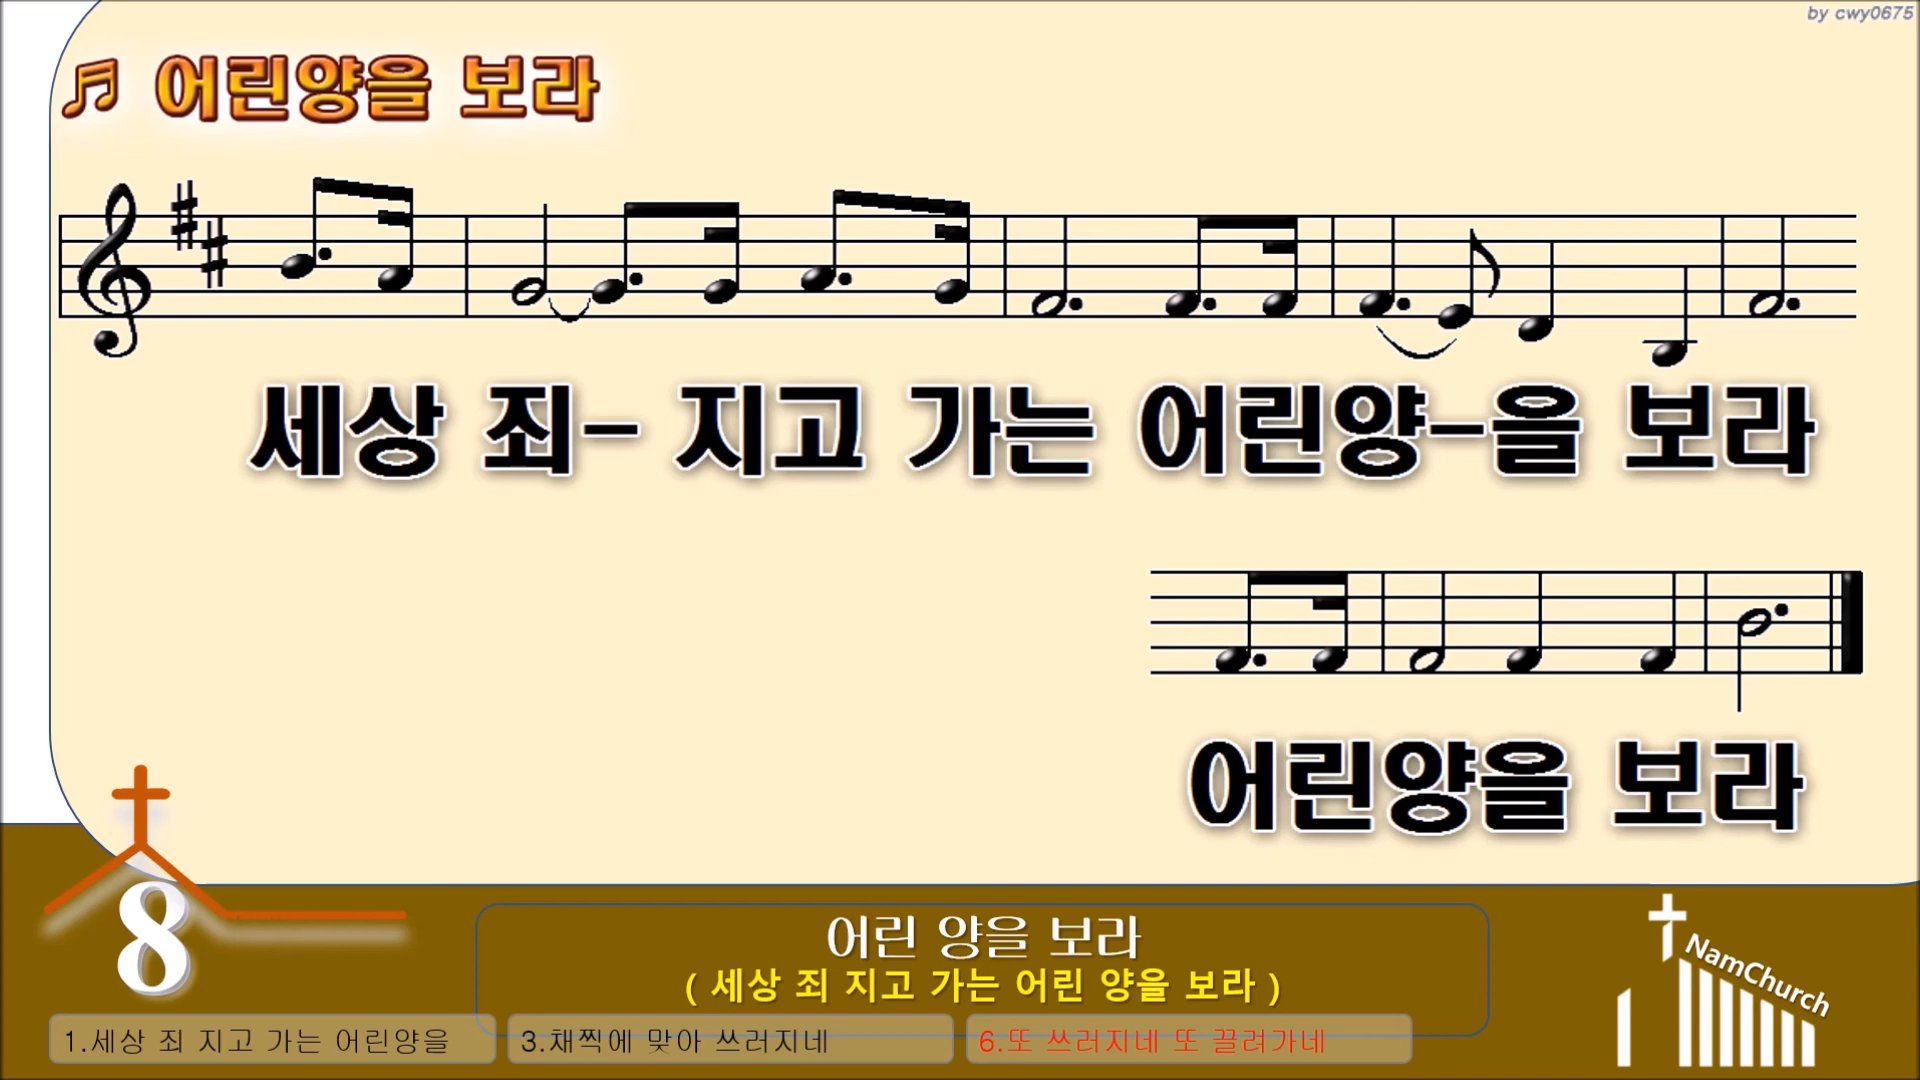 by cwy0675
어린양을 보라
세상 죄- 지고 가는 어린양-을 보라
어린양을 보라
8
어린 양을 보라
( 세상 죄 지고 가는 어린 양을 보라 )
NamChurch
1.세상 죄 지고 가는 어린양을
3.채찍에 맞아 쓰러지네
6.또 쓰러지네 또 끌려가네